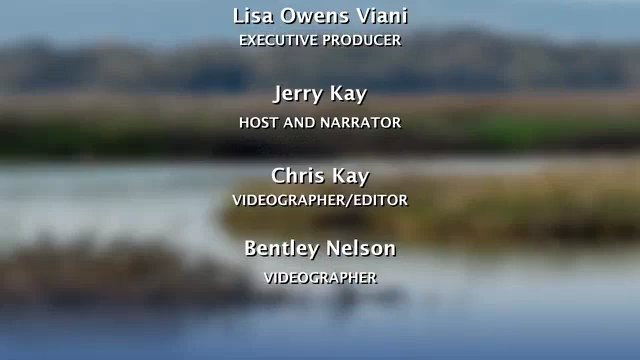 Lisa Owens Viani
EXECUTIVE PRODUCER
Jerry Kay
HOST AND NARRATOR
Chris Kay
VIDEOGRAPHER/EDITOR
Bentley Nelson
VIDEOGRAPHER